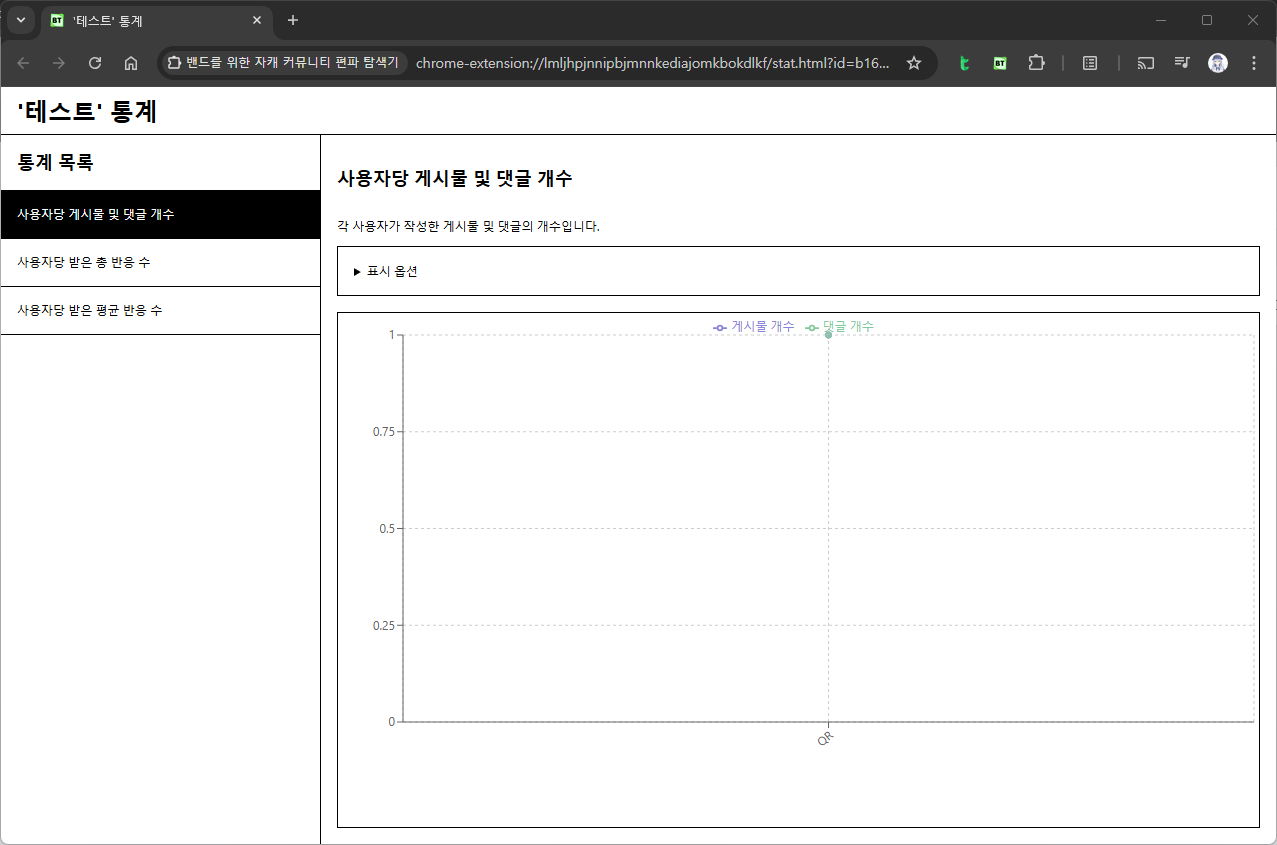 BT '테스트' 통계
밴드를 위한 자캐 커뮤니티 편파 탐색기 chrome-extension://lmljhpjnnipbjmnnkediajomkbokdlkf/stat.html?id=b16...
BT
'테스트' 통계
통계 목록
사용자당 게시물 및 댓글 개수
사용자당 받은 총 반응 수
사용자당 받은 평균 반응 수
사용자당 게시물 및 댓글 개수
각 사용자가 작성한 게시물 및 댓글의 개수입니다.
▶ 표시 옵션
게시물 개수 댓글 개수
1
0.75
0.5
0.25
0
QR